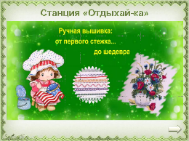 Станция «Отдыхай-ка»
Ручная вышивка:
от первого стежка...
до шедевра